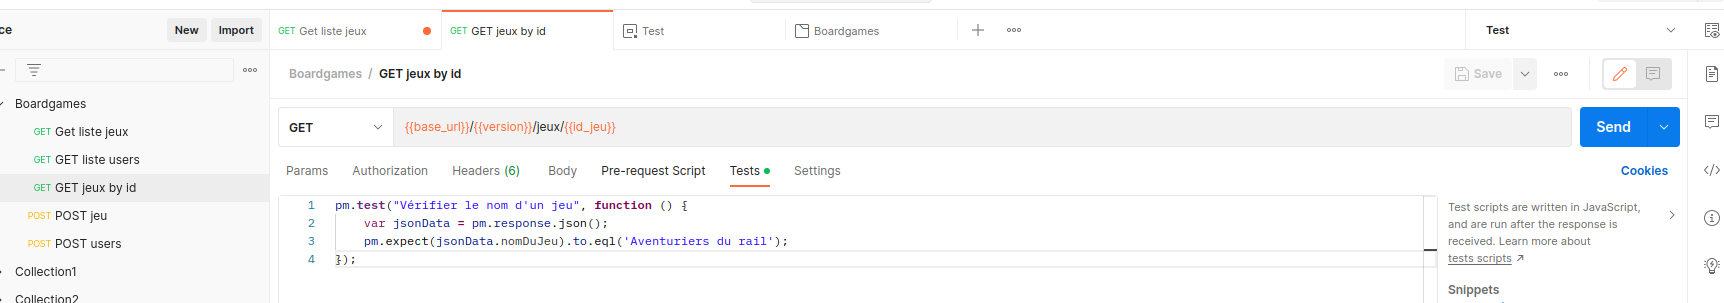 ce New Import GET Get liste jeux GET GET jeux by id Test Boardgames Test
Boardgames / GET jeux by id Save
Boardgames
GET Get liste jeux
GET GET liste users
GET GET jeux by id
POST POST jeu
POST POST users
Collection1
Collection2
GET {{base_url}}/{{version}}/jeux/{{id_jeu}} Send
Params Authorization Headers (6) Body Pre-request Script Tests Settings Cookies
1 pm.test("Vérifier le nom d'un jeu", function () {
2 var jsonData = pm.response.json();
3 pm.expect(jsonData.nomDuJeu).to.eql('Aventuriers du rail');
4 });
Test scripts are written in JavaScript,
and are run after the response is
received. Learn more about
tests scripts ↗
Snippets